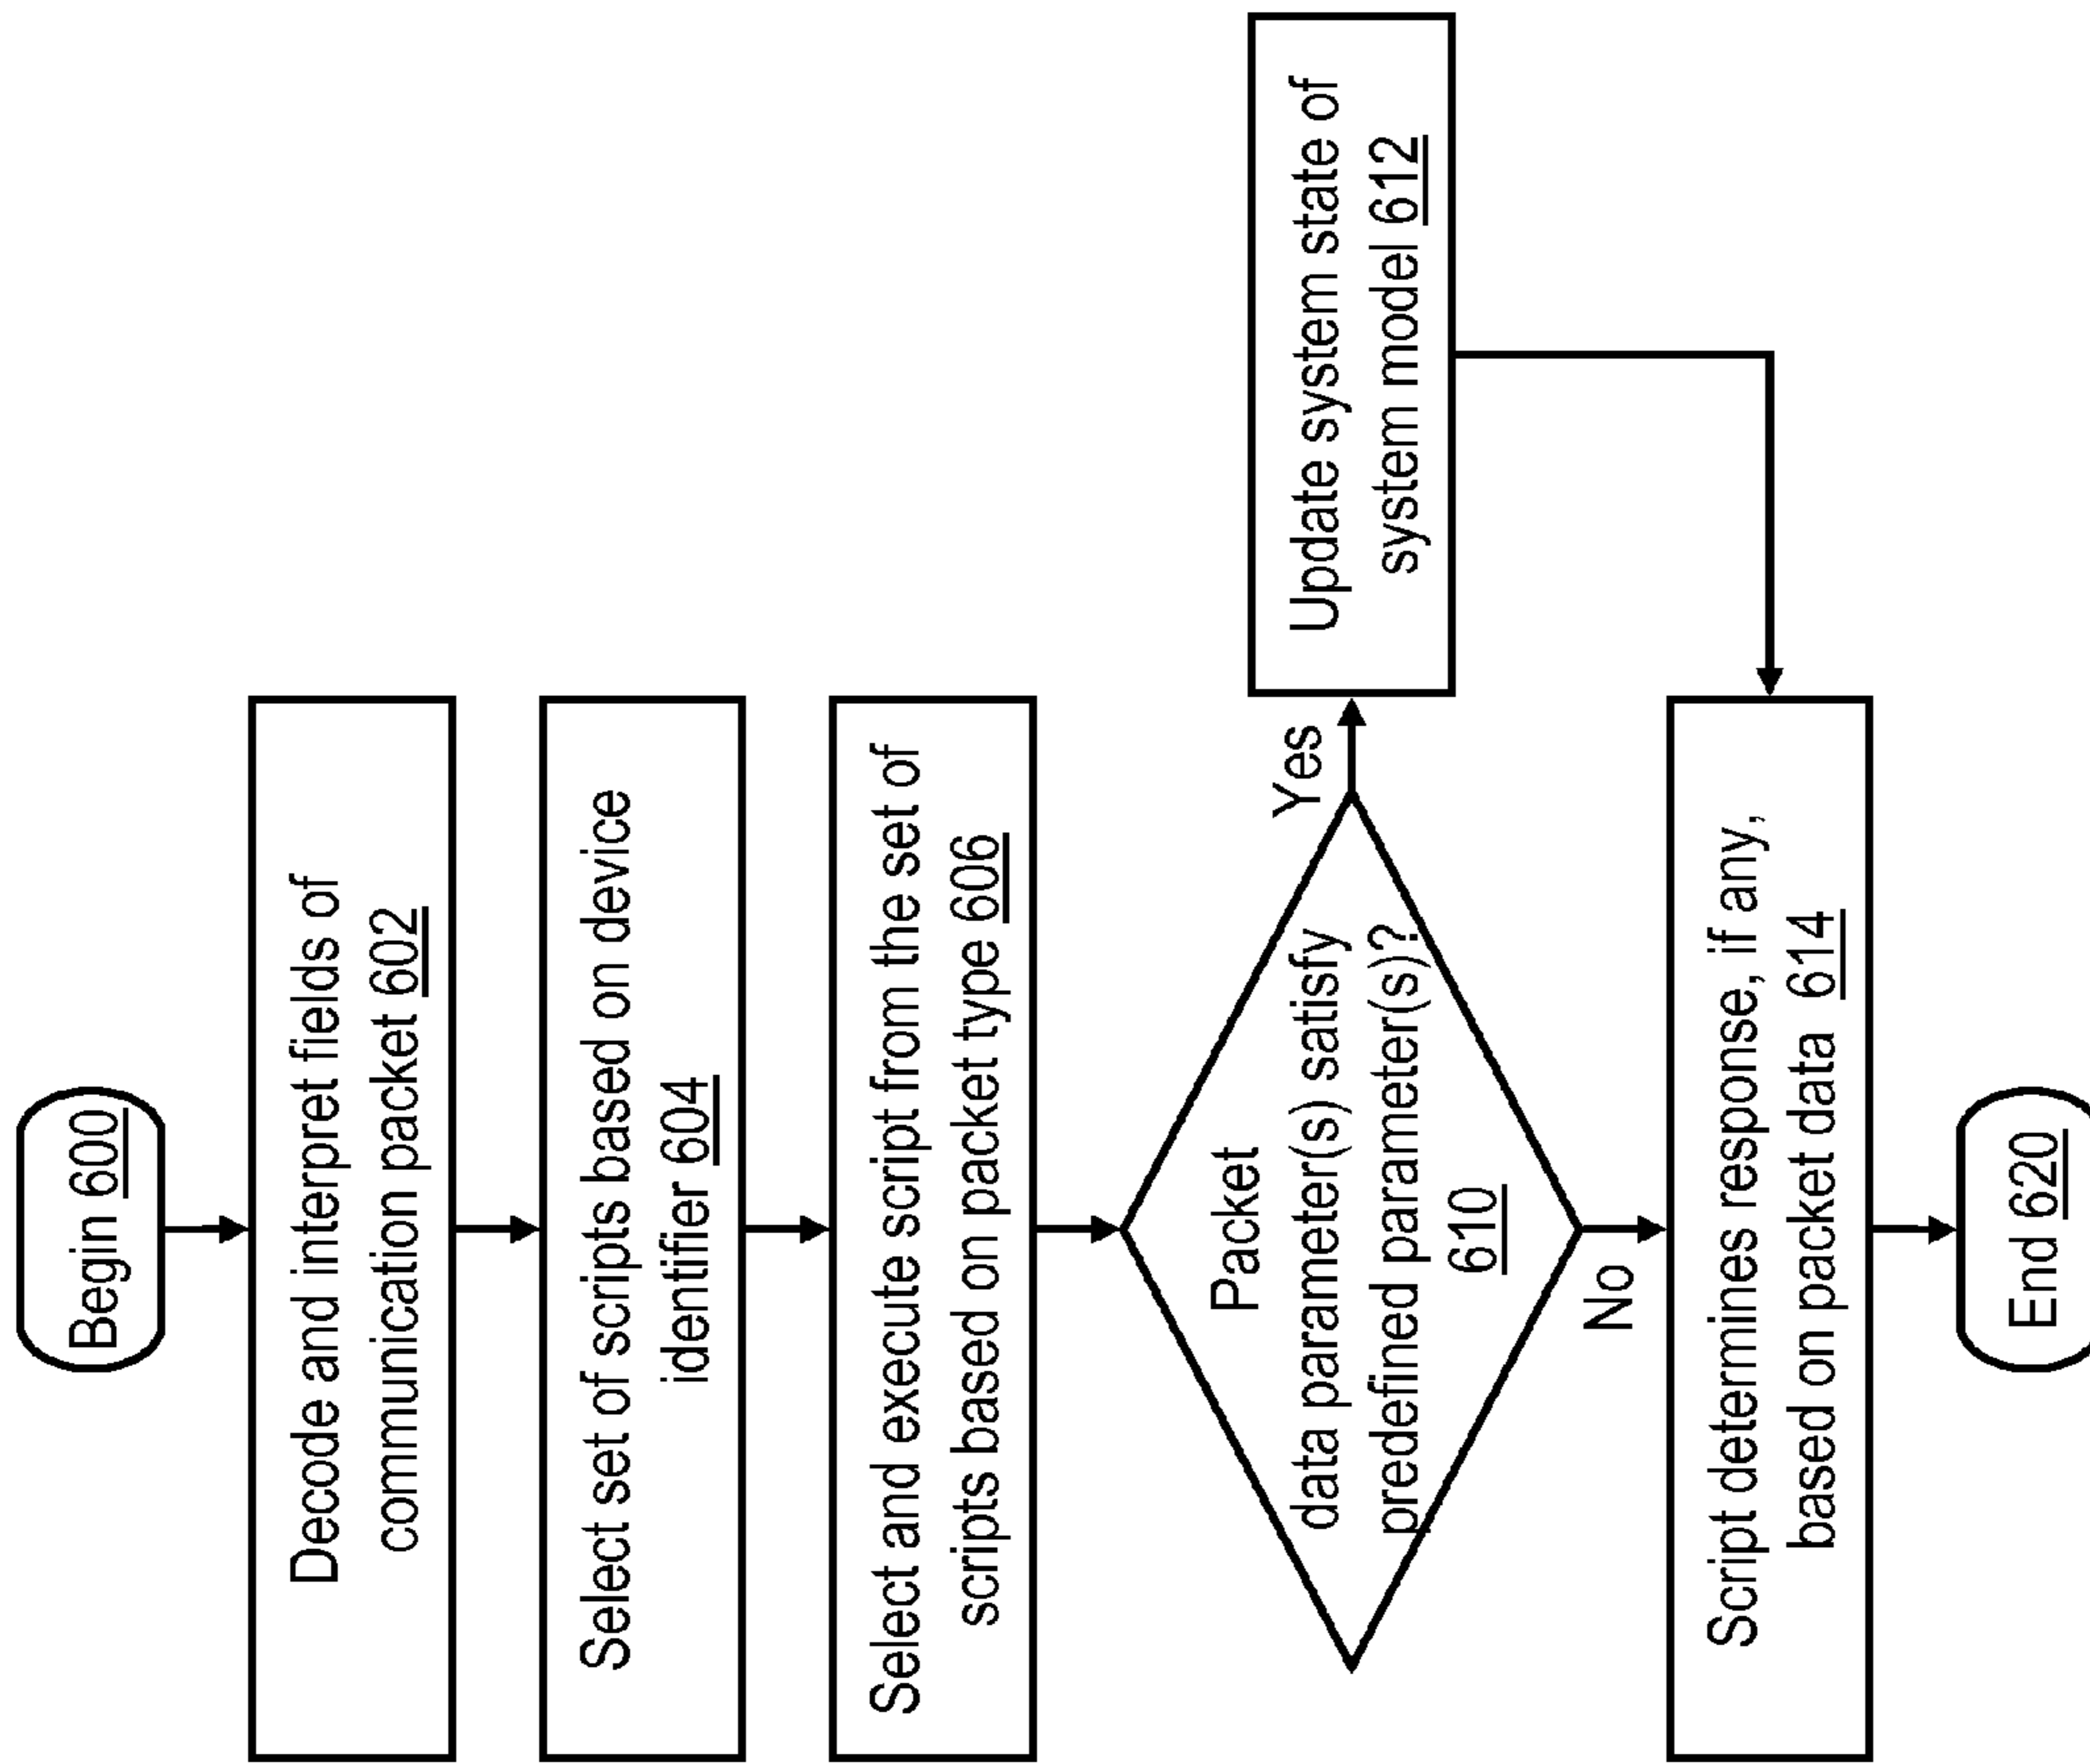 Begin 600
Decode and interpret fields of
communication packet 602
Select set of scripts based on device
identifier 604
Select and execute script from the set of
scripts based on packet type 606
Packet
data parameter(s) satisfy
predefined parameter(s)?
610
Yes
Update system state of
system model 612
No
Script determines response, if any,
based on packet data 614
End 620